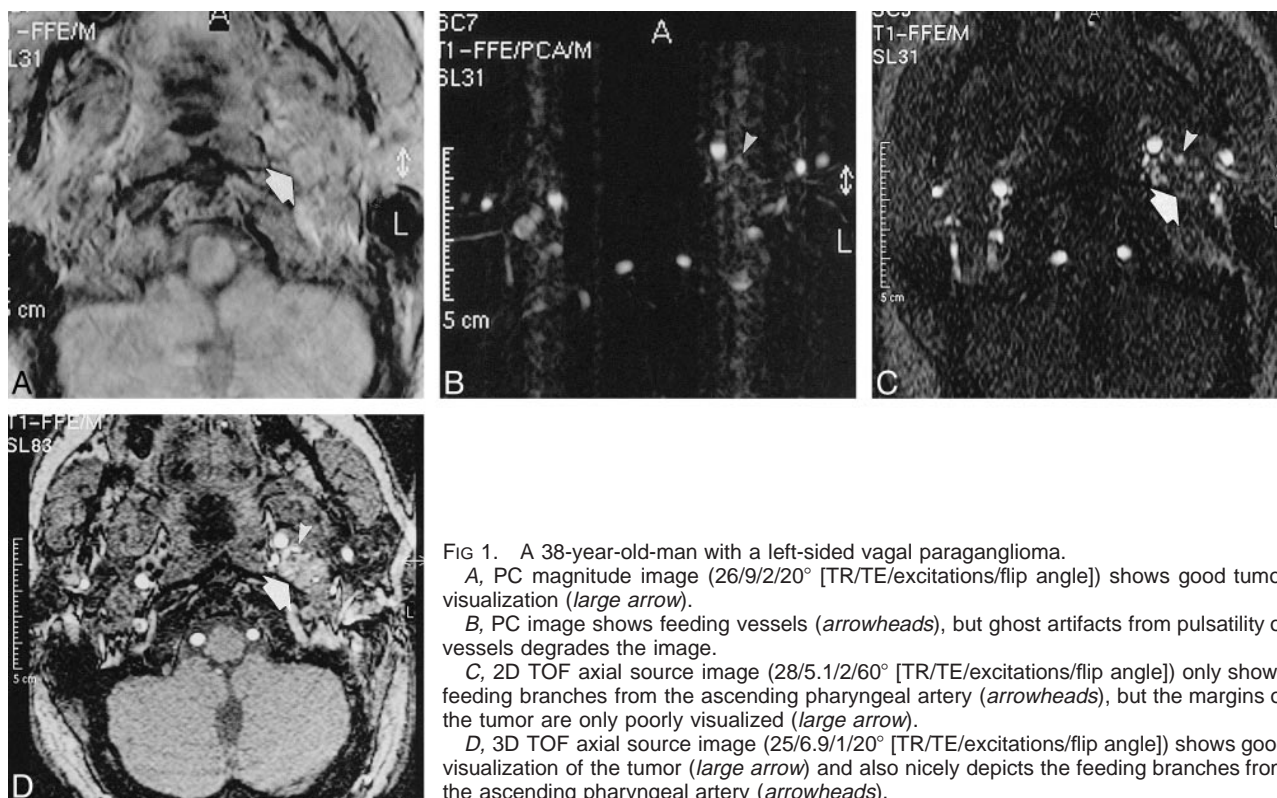 A
-FFE/M
SL31
L
5 cm
A
SC7
T1-FFE/PCA/M
SL31
A
L
5 cm
B
T1-FFE/M
SL31
L
5 cm
C
T1-FFE/M
SL83
L
5 cm
D
FIG 1. A 38-year-old-man with a left-sided vagal paraganglioma.
A, PC magnitude image (26/9/2/20° [TR/TE/excitations/flip angle]) shows good tumo
visualization (large arrow).
B, PC image shows feeding vessels (arrowheads), but ghost artifacts from pulsatility o
vessels degrades the image.
C, 2D TOF axial source image (28/5.1/2/60° [TR/TE/excitations/flip angle]) only show
feeding branches from the ascending pharyngeal artery (arrowheads), but the margins o
the tumor are only poorly visualized (large arrow).
D, 3D TOF axial source image (25/6.9/1/20° [TR/TE/excitations/flip angle]) shows goo
visualization of the tumor (large arrow) and also nicely depicts the feeding branches from
the ascending pharyngeal artery (arrowheads).